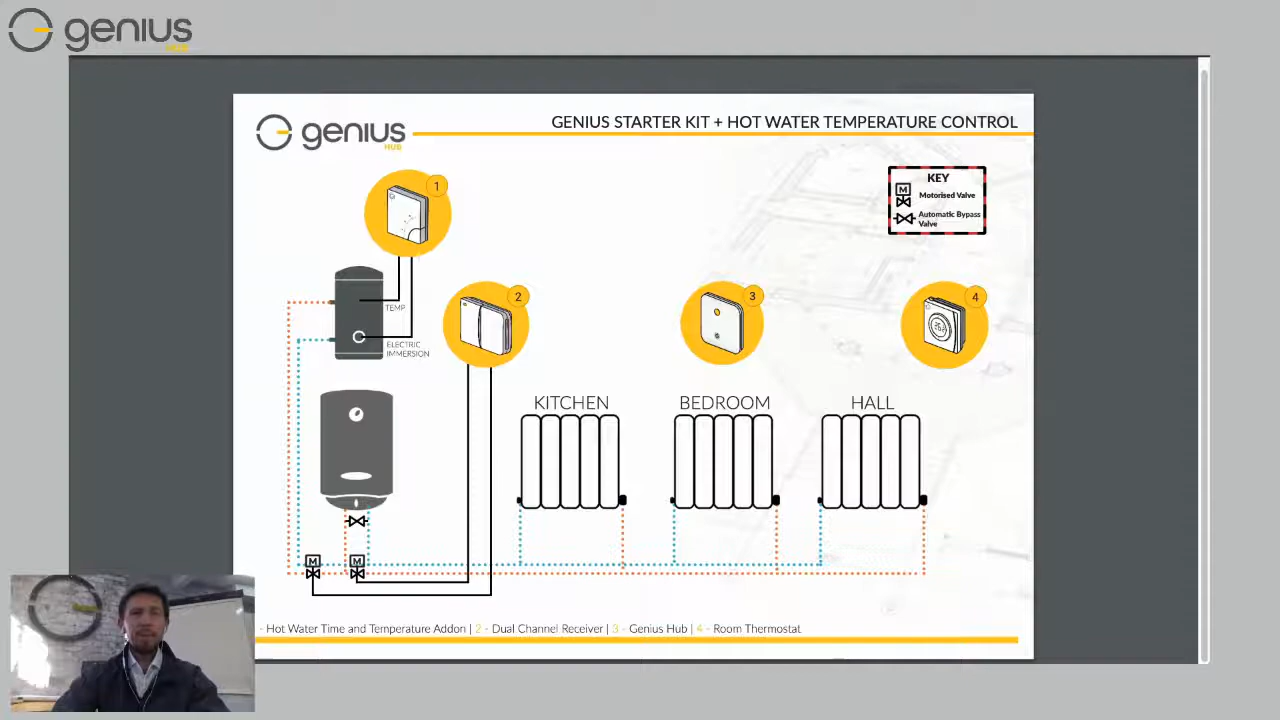 genius
HUB
genius
HUB
GENIUS STARTER KIT + HOT WATER TEMPERATURE CONTROL
KEY
M
Motorised Valve
Automatic Bypass
Valve
1
TEMP
ELECTRIC
IMMERSION
2
3
4
KITCHEN
BEDROOM
HALL
M
M
- Hot Water Time and Temperature Addon | 2 - Dual Channel Receiver | 3 - Genius Hub | 4 - Room Thermostat